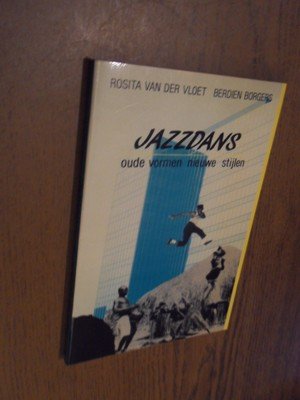 ROSITA VAN DER VLOET BERDIEN BORGERS
JAZZDANS
oude vormen nieuwe stijlen